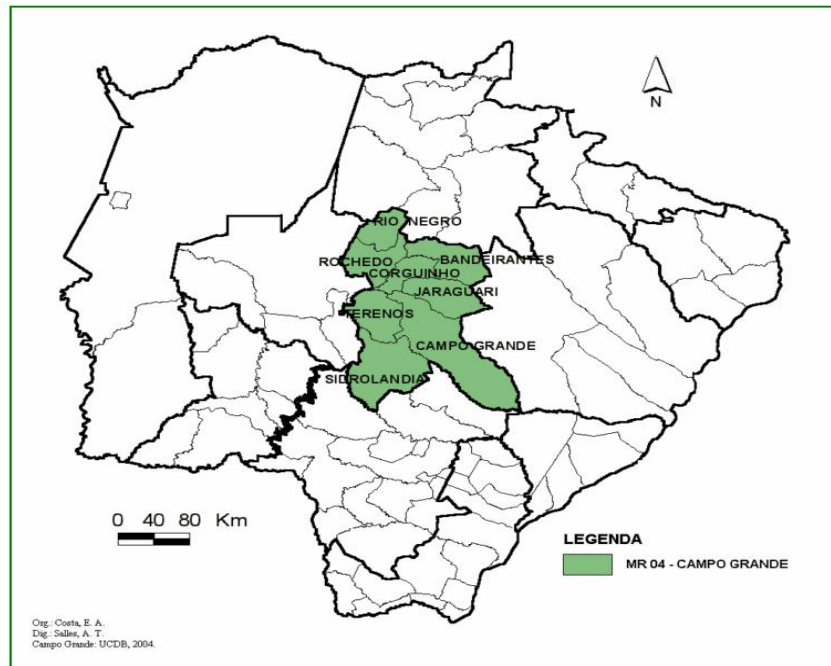 N
RIO NEGRO
ROCHEDO
BANDEIRANTES
CORGUINHO
JARAGUARI
TERENOS
CAMPO GRANDE
SIDROLANDIA
0 40 80 Km
LEGENDA
MR 04 - CAMPO GRANDE
Org.: Costa, E. A.
Dig.: Salles, A. T.
Campo Grande: UCDB, 2004.